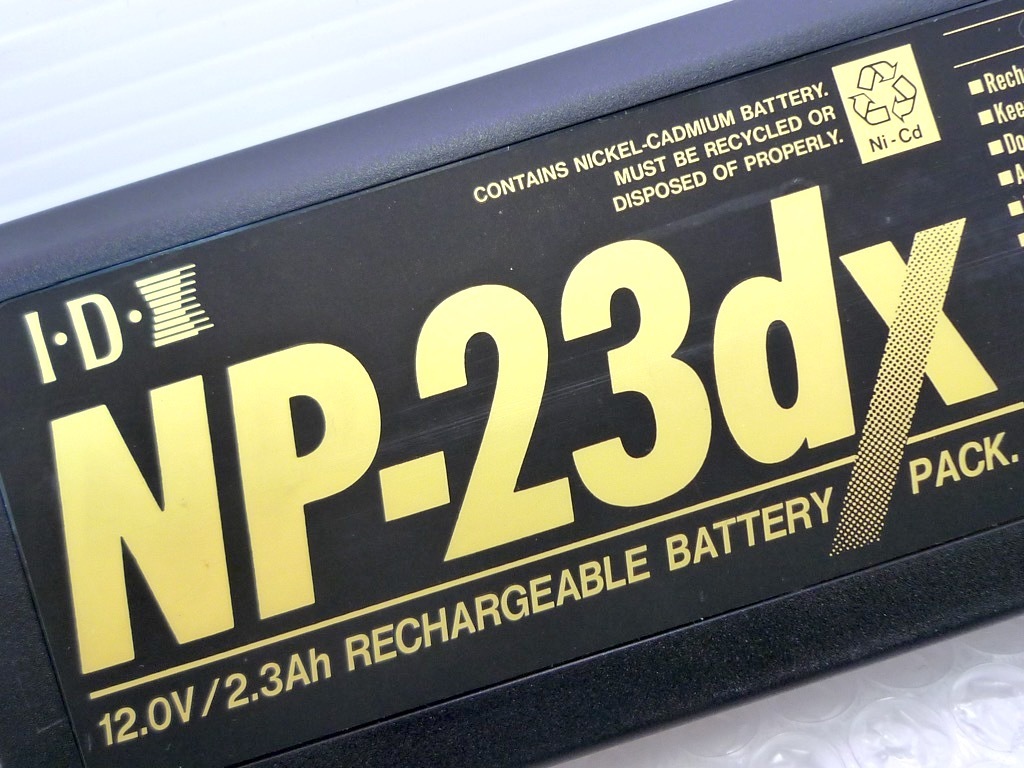 CONTAINS NICKEL-CADMIUM BATTERY.
MUST BE RECYCLED OR
DISPOSED OF PROPERLY.
Ni-Cd
I·D·X
NP-23dx
12.0V/2.3Ah RECHARGEABLE BATTERY PACK.